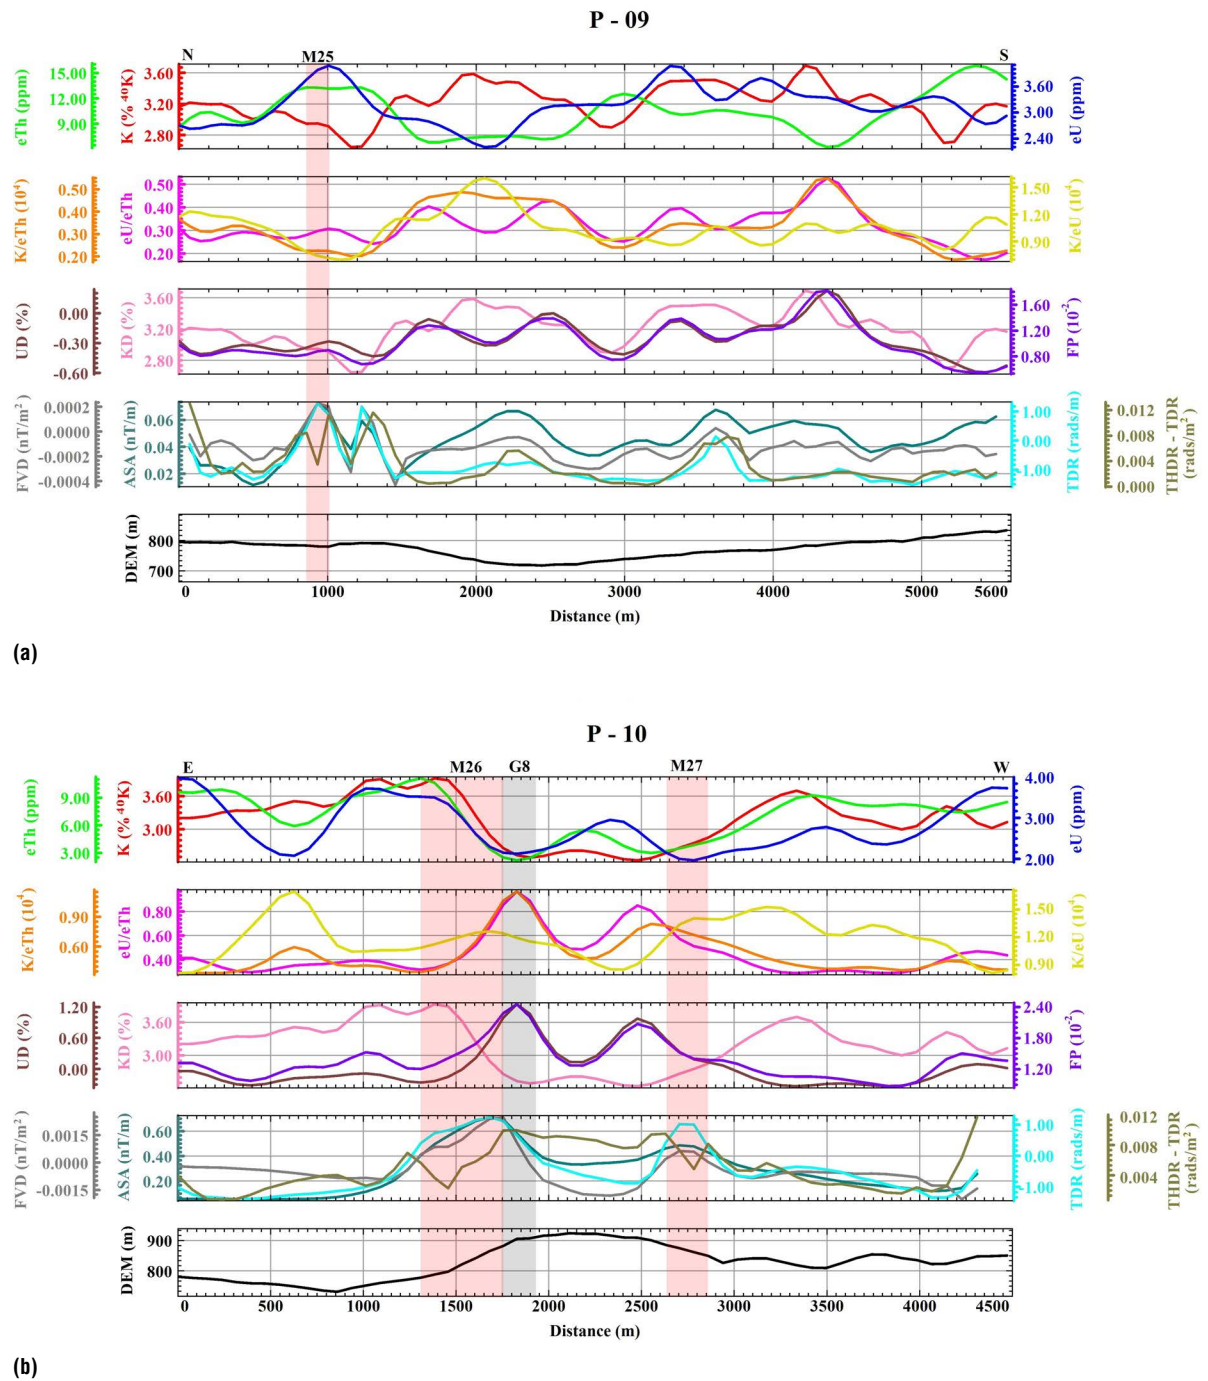 P - 09
N M25 S
eTh (ppm) 15.00 12.00 9.00
K (% ⁴⁰K) 3.60 3.20 2.80
3.60 3.00 2.40 eU (ppm)
K/eTh (10⁴) 0.50 0.40 0.30 0.20
eU/eTh 0.50 0.40 0.30 0.20
1.50 1.20 0.90 K/eU (10⁴)
UD (%) 0.00 -0.30 -0.60
KD (%) 3.60 3.20 2.80
1.60 1.20 0.80 FP (10⁻²)
FVD (nT/m²) 0.0002 0.0000 -0.0002 -0.0004
ASA (nT/m) 0.06 0.04 0.02
1.00 0.00 -1.00 TDR (rads/m)
0.012 0.008 0.004 0.000 THDR - TDR (rads/m²)
DEM (m) 800 700
0 1000 2000 3000 4000 5000 5600
Distance (m)
(a)
P - 10
E M26 G8 M27 W
eTh (ppm) 9.00 6.00 3.00
K (% ⁴⁰K) 3.60 3.00
4.00 3.00 2.00 eU (ppm)
K/eTh (10⁴) 0.90 0.60
eU/eTh 0.80 0.60 0.40
1.50 1.20 0.90 K/eU (10⁴)
UD (%) 1.20 0.60 0.00
KD (%) 3.60 3.00
2.40 1.80 1.20 FP (10⁻²)
FVD (nT/m²) 0.0015 0.0000 -0.0015
ASA (nT/m) 0.60 0.40 0.20
1.00 0.00 -1.00 TDR (rads/m)
0.012 0.008 0.004 THDR - TDR (rads/m²)
DEM (m) 900 800
0 500 1000 1500 2000 2500 3000 3500 4000 4500
Distance (m)
(b)